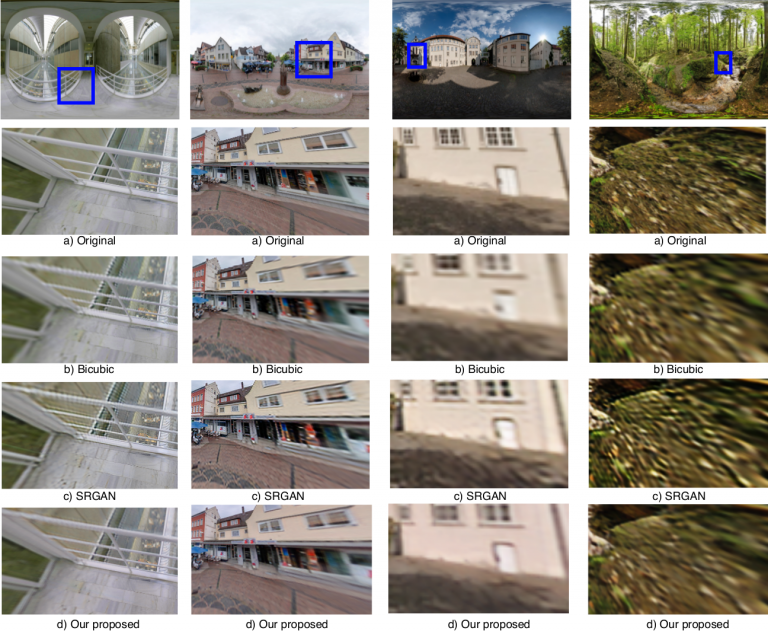 a) Original a) Original a) Original a) Original
b) Bicubic b) Bicubic b) Bicubic b) Bicubic
c) SRGAN c) SRGAN c) SRGAN c) SRGAN
d) Our proposed d) Our proposed d) Our proposed d) Our proposed